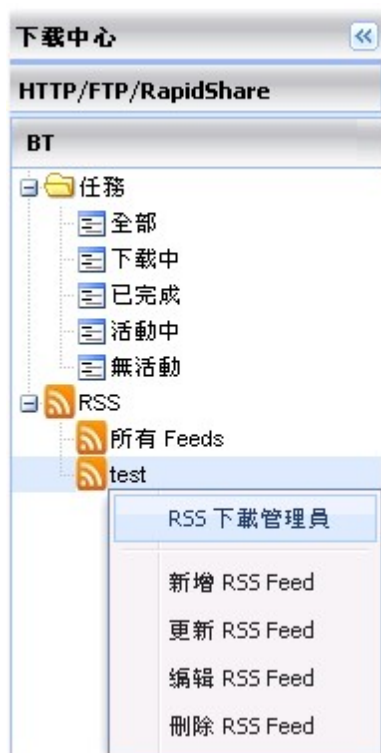 下载中心
HTTP/FTP/RapidShare
BT
任務
全部
下載中
已完成
活動中
無活動
RSS
所有 Feeds
test
RSS 下載管理員
新增 RSS Feed
更新 RSS Feed
编辑 RSS Feed
刪除 RSS Feed